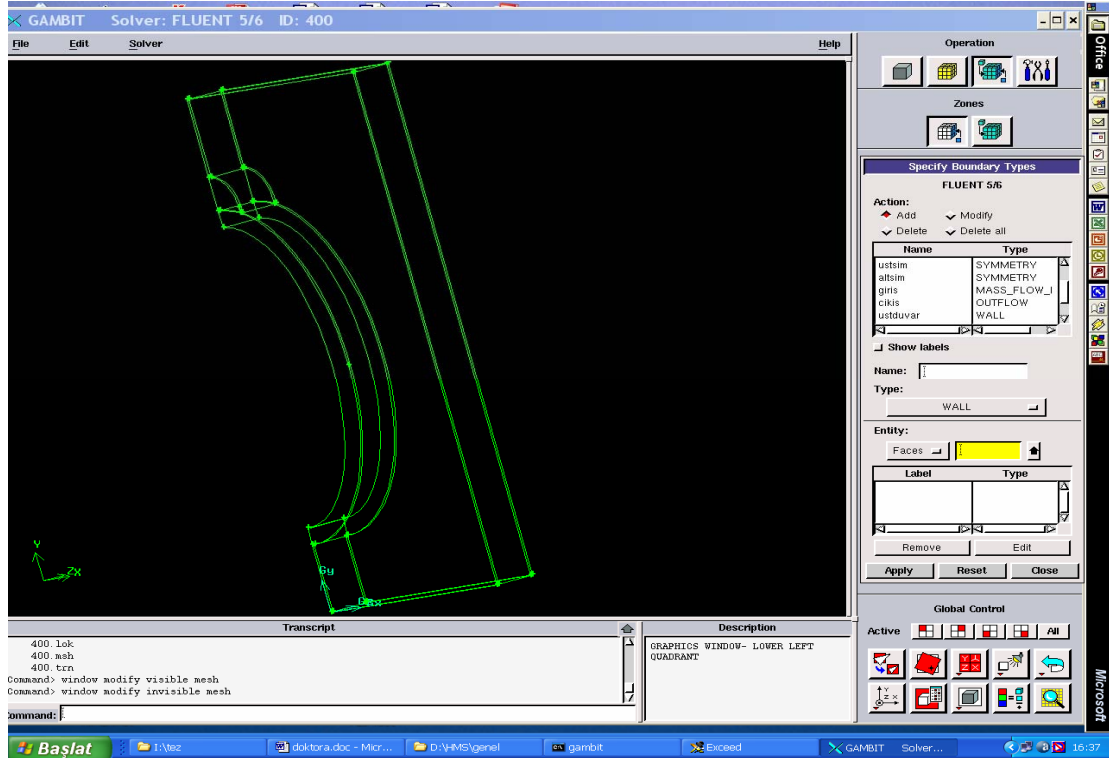 GAMBIT Solver: FLUENT 5/6 ID: 400
File Edit Solver Help
Operation
Zones
Specify Boundary Types
FLUENT 5/6
Action:
Add Modify
Delete Delete all
Name Type
ustsim SYMMETRY
altsim SYMMETRY
giris MASS_FLOW_I
cikis OUTFLOW
ustduvar WALL
Show labels
Name:
Type:
WALL
Entity:
Faces
Label Type
Remove Edit
Apply Reset Close
Global Control
Active All
Y
ZX
Gy
Transcript
400.lok
400.msh
400.trn
Command> window modify visible mesh
Command> window modify invisible mesh
Command:
Description
GRAPHICS WINDOW- LOWER LEFT
QUADRANT
Office
Microsoft
Başlat I:\tez doktora.doc - Micr... D:\HMS\genel gambit Exceed GAMBIT Solver... 16:37